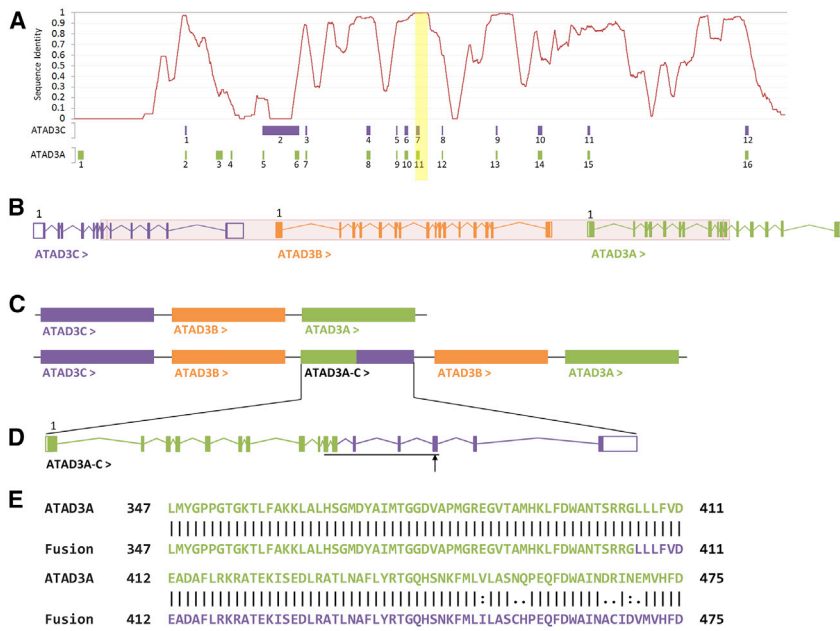 A
Sequence Identity
1
0.9
0.8
0.7
0.6
0.5
0.4
0.3
0.2
0.1
0
ATAD3C
1 2 3 4 5 6 7 8 9 10 11 12
ATAD3A
1 2 3 4 5 6 7 8 9 10 11 12 13 14 15 16
B
1 1 1
ATAD3C > ATAD3B > ATAD3A >
C
ATAD3C > ATAD3B > ATAD3A >
ATAD3C > ATAD3B > ATAD3A-C > ATAD3B > ATAD3A >
D
1
ATAD3A-C >
E
ATAD3A 347 LMYGPPGTGKTLFAKKLALHSGMDYAIMTGGDVAPMGREGVTAMHKLFDWANTSRRGLLLFVD 411
|||||||||||||||||||||||||||||||||||||||||||||||||||||||||||||||
Fusion 347 LMYGPPGTGKTLFAKKLALHSGMDYAIMTGGDVAPMGREGVTAMHKLFDWANTSRRGLLLFVD 411
ATAD3A 412 EADAFLRKRATEKISEDLRATLNAFLYRTGQHSNKFMLVLASNQPEQFDWAINDRINEMVHFD 475
||||||||||||||||||||||||||||||||||||||:|||..|||||||||..||:.||||
Fusion 412 EADAFLRKRATEKISEDLRATLNAFLYRTGQHSNKFMLILASCHPEQFDWAINACIDVMVHFD 475